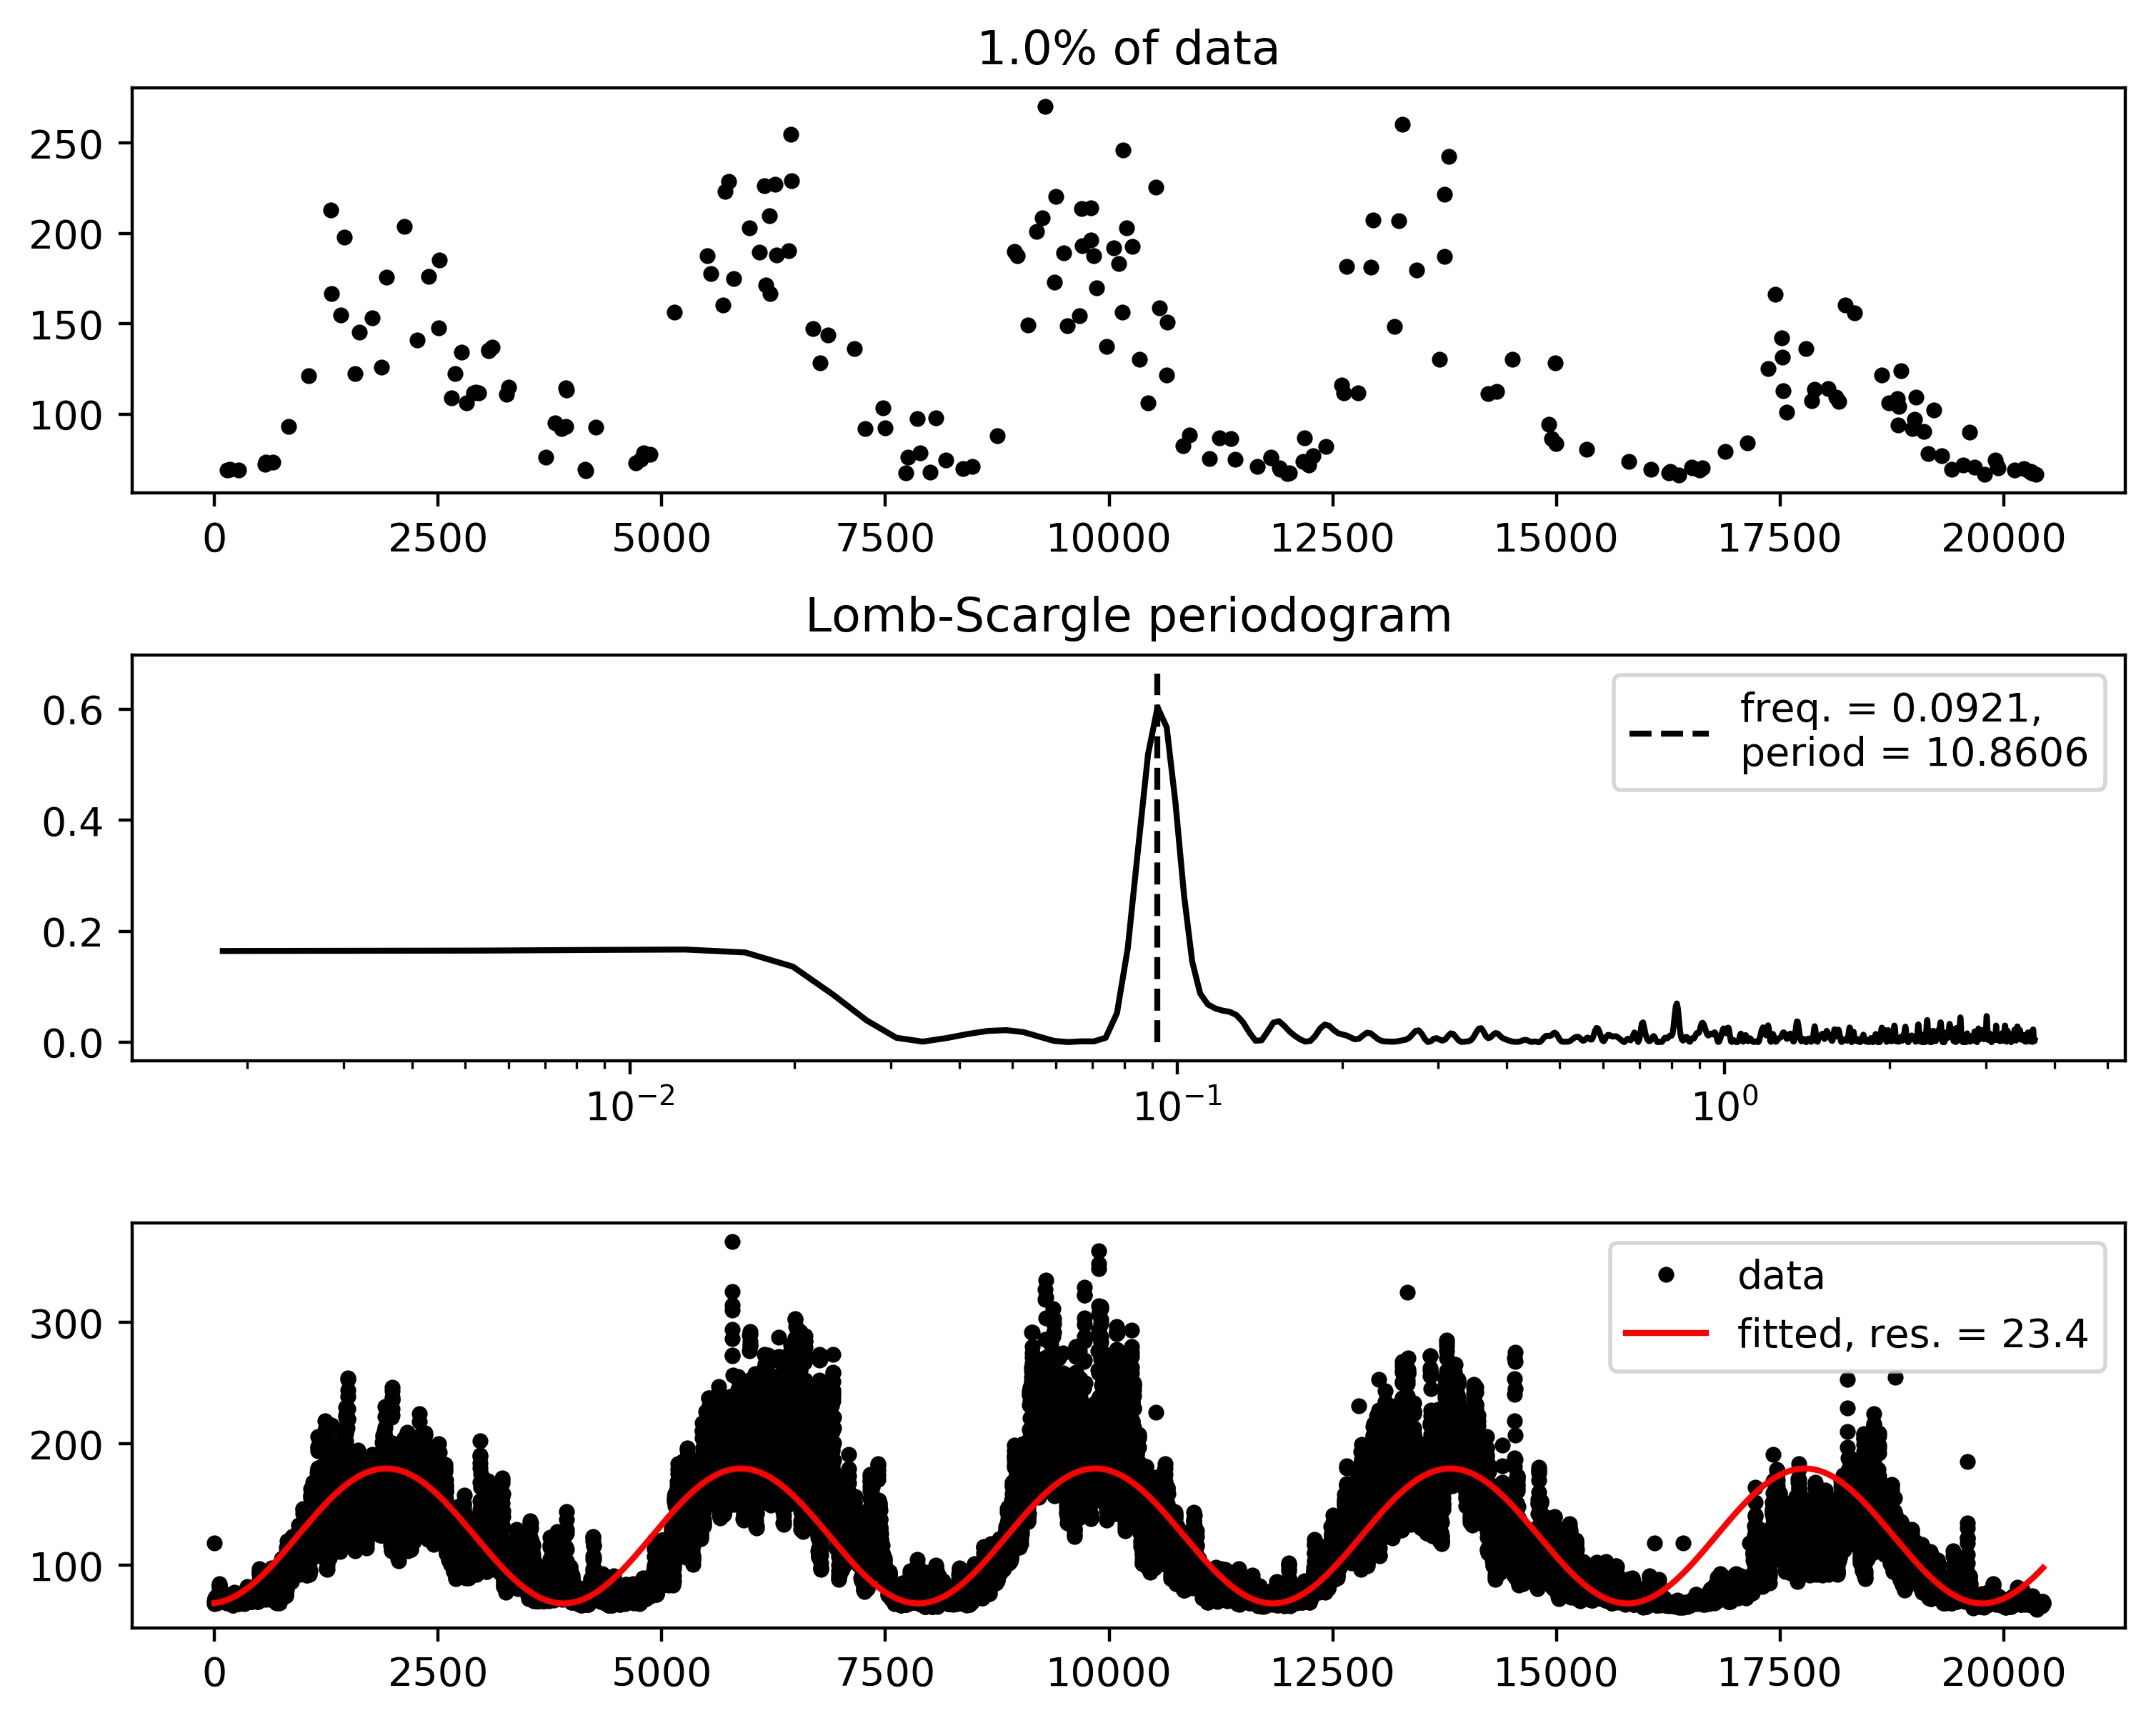 1.0% of data
250
200
150
100
0 2500 5000 7500 10000 12500 15000 17500 20000
Lomb-Scargle periodogram
0.6
0.4
0.2
0.0
freq. = 0.0921,
period = 10.8606
10⁻² 10⁻¹ 10⁰
300
200
100
data
fitted, res. = 23.4
0 2500 5000 7500 10000 12500 15000 17500 20000